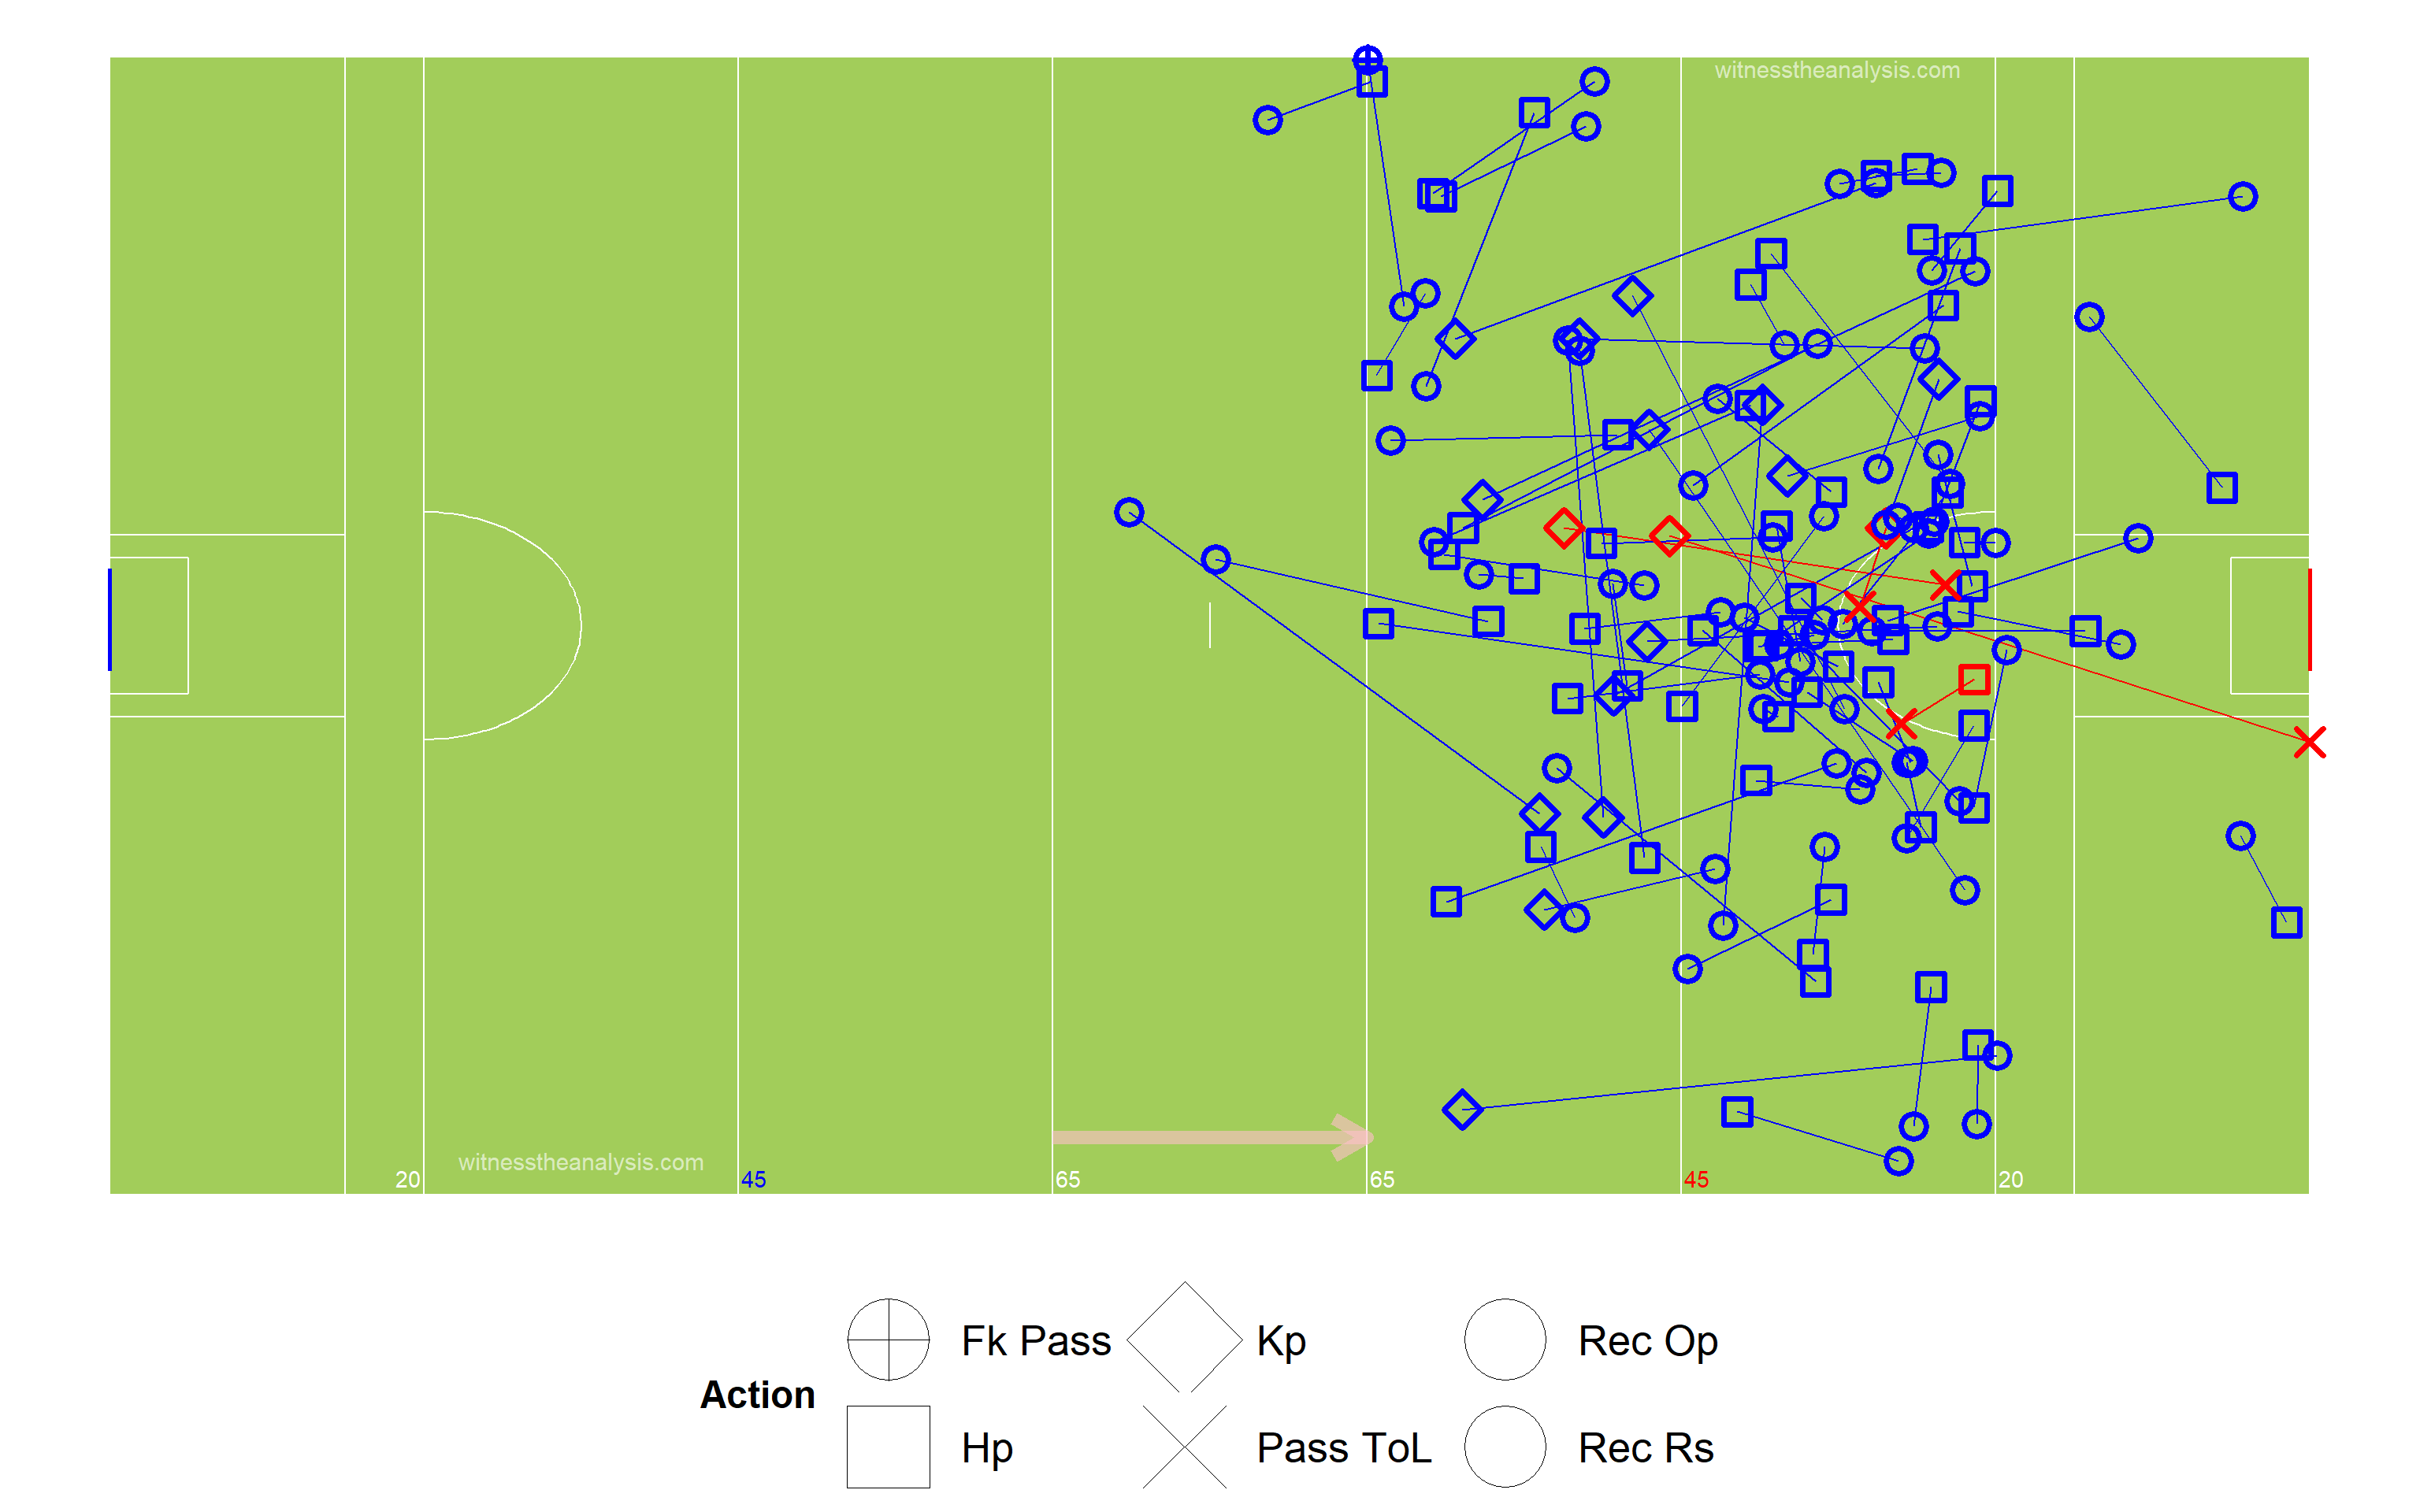 witnesstheanalysis.com
witnesstheanalysis.com
20
45
65
65
45
20
Action
Fk Pass
Kp
Rec Op
Hp
Pass ToL
Rec Rs